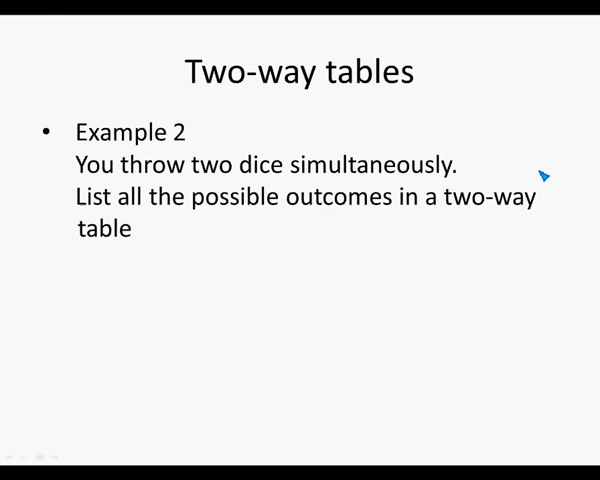 Two-way tables
• Example 2
You throw two dice simultaneously.
List all the possible outcomes in a two-way
table